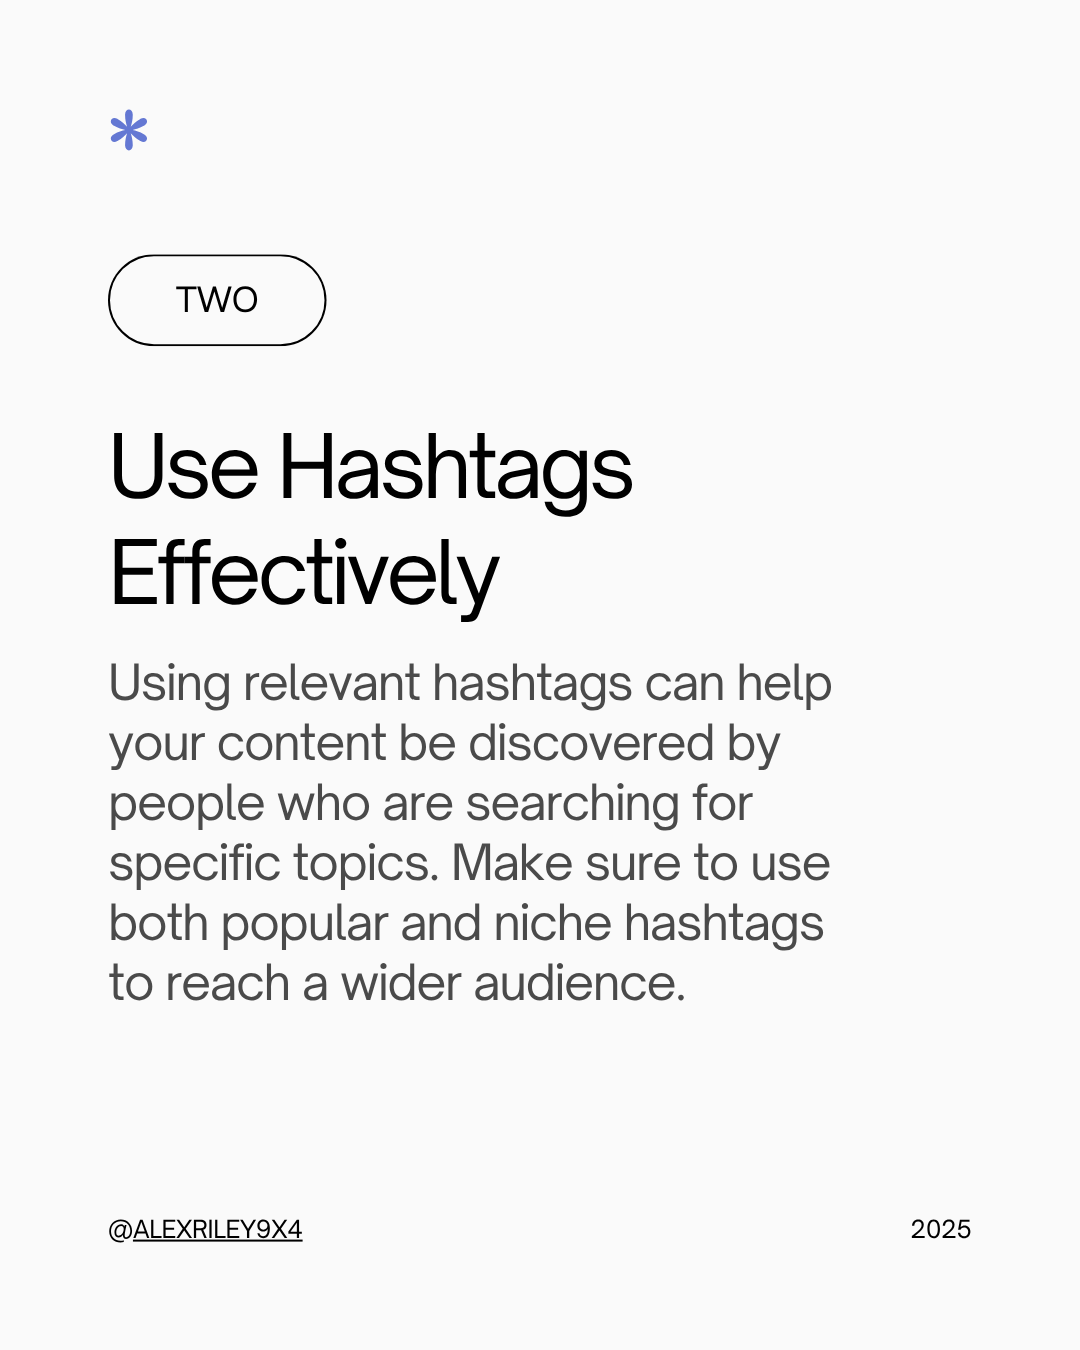 *
TWO
Use Hashtags
Effectively
Using relevant hashtags can help
your content be discovered by
people who are searching for
specific topics. Make sure to use
both popular and niche hashtags
to reach a wider audience.
@ALEXRILEY9X4
2025